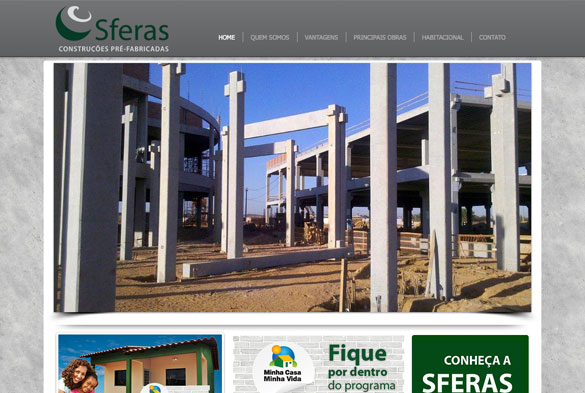 Sferas
CONSTRUÇÕES PRÉ-FABRICADAS
HOME | QUEM SOMOS | VANTAGENS | PRINCIPAIS OBRAS | HABITACIONAL | CONTATO
Minha Casa
Minha Vida
Fique
por dentro
do programa
CONHEÇA A
SFERAS